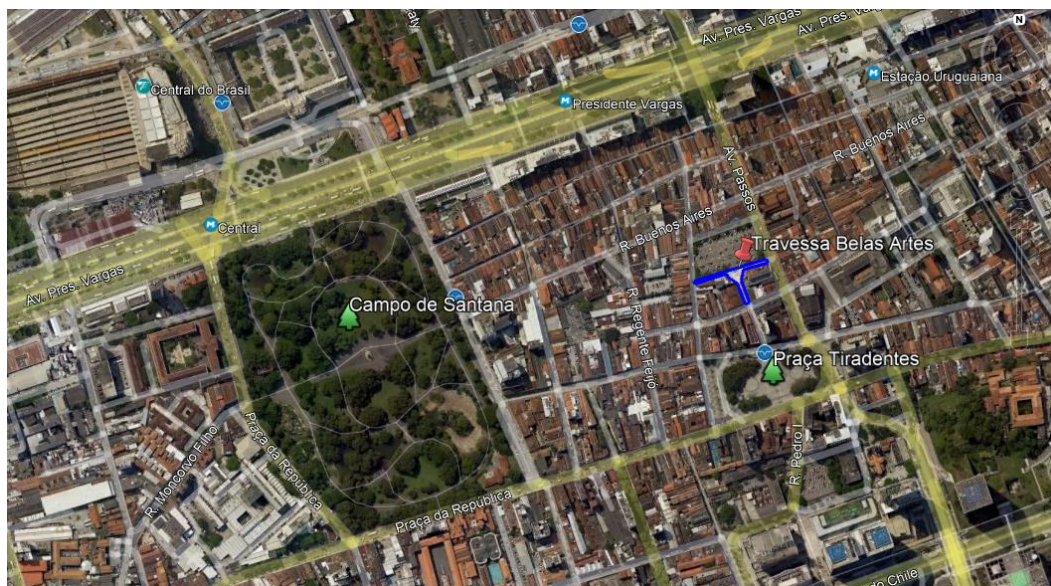 Av. Pres. Vargas
Av. Pres. Vargas
N
Central do Brasil
Estação Uruguaiana
Presidente Vargas
R. Buenos Aires
Av. Passos
R. Buenos Aires
Central
Travessa Belas Artes
Av. Pres. Vargas
Campo de Santana
R. Regente Feijó
Praça Tiradentes
R. Moncorvo Filho
Praça da República
R. Pedro I
Praça da República
do Chile